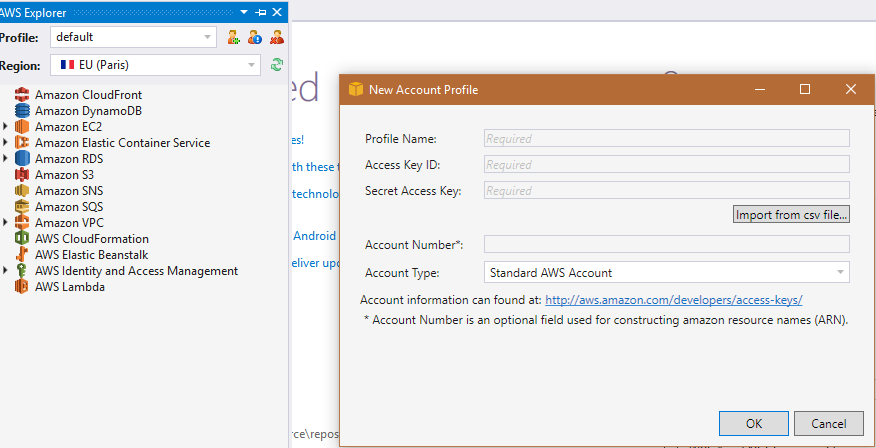 AWS Explorer
Profile: default
Region: EU (Paris)
Amazon CloudFront
Amazon DynamoDB
Amazon EC2
Amazon Elastic Container Service
Amazon RDS
Amazon S3
Amazon SNS
Amazon SQS
Amazon VPC
AWS CloudFormation
AWS Elastic Beanstalk
AWS Identity and Access Management
AWS Lambda
ed
es!
with these t
technolo
Android
deliver upd
rce\repos
New Account Profile
Profile Name: Required
Access Key ID: Required
Secret Access Key: Required
Import from csv file...
Account Number*:
Account Type: Standard AWS Account
Account information can found at: http://aws.amazon.com/developers/access-keys/
* Account Number is an optional field used for constructing amazon resource names (ARN).
OK Cancel